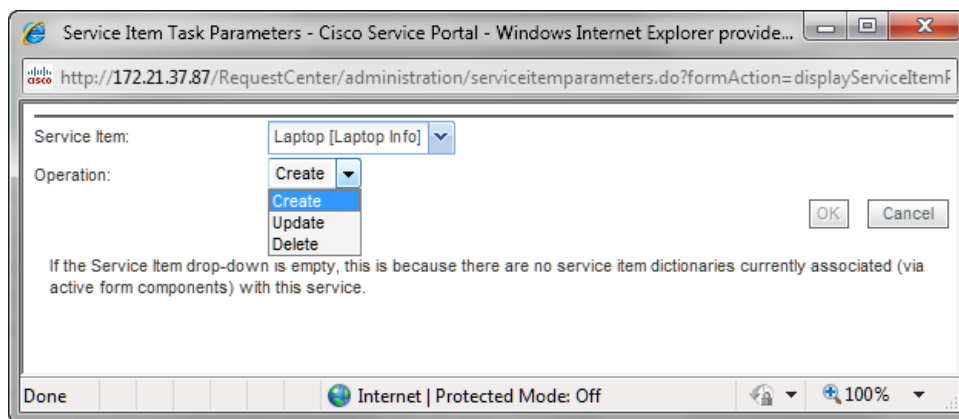 Service Item Task Parameters - Cisco Service Portal - Windows Internet Explorer provide...
cisco http://172.21.37.87/RequestCenter/administration/serviceitemparameters.do?formAction=displayServiceItemP
Service Item: Laptop [Laptop Info]
Operation: Create
Create
Update
Delete
OK Cancel
If the Service Item drop-down is empty, this is because there are no service item dictionaries currently associated (via
active form components) with this service.
Done Internet | Protected Mode: Off 100%